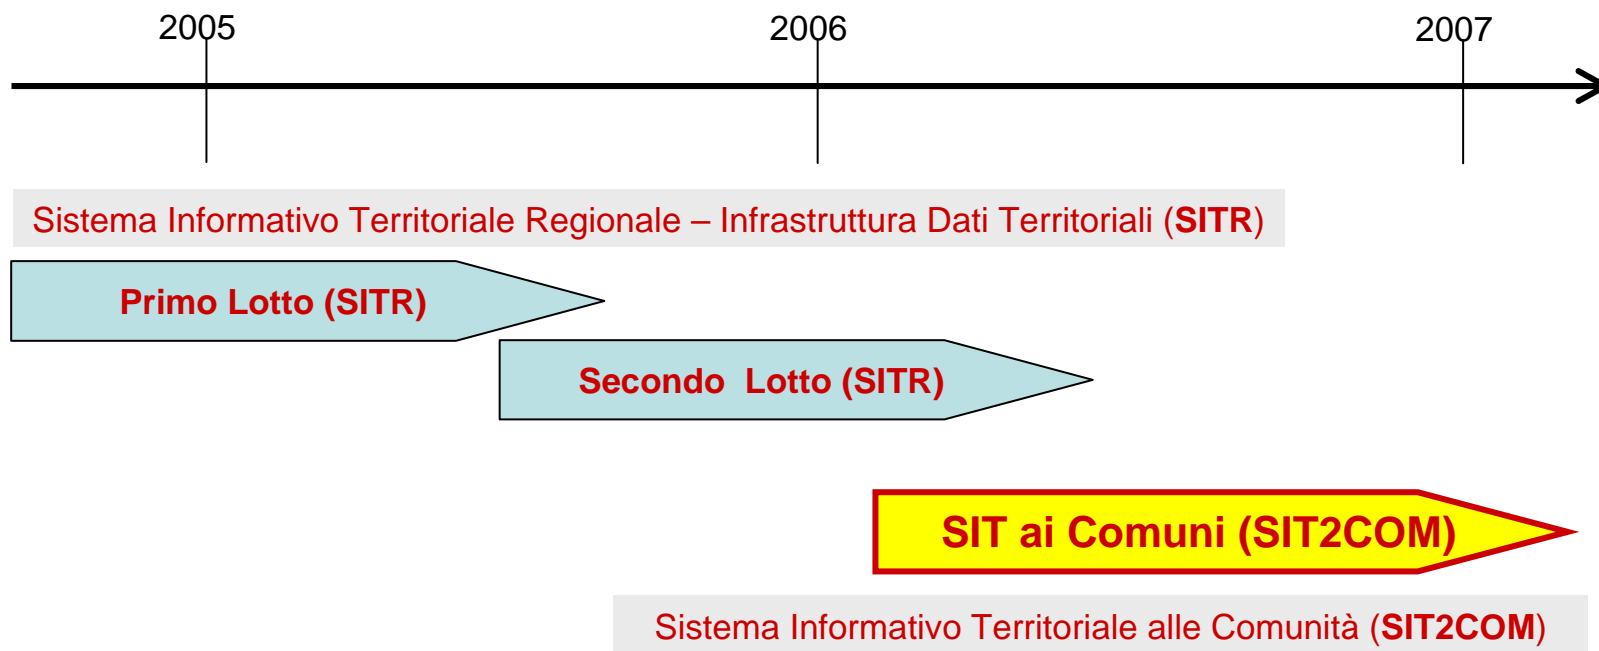 2005 2006 2007
Sistema Informativo Territoriale Regionale – Infrastruttura Dati Territoriali (SITR)
Primo Lotto (SITR)
Secondo Lotto (SITR)
SIT ai Comuni (SIT2COM)
Sistema Informativo Territoriale alle Comunità (SIT2COM)